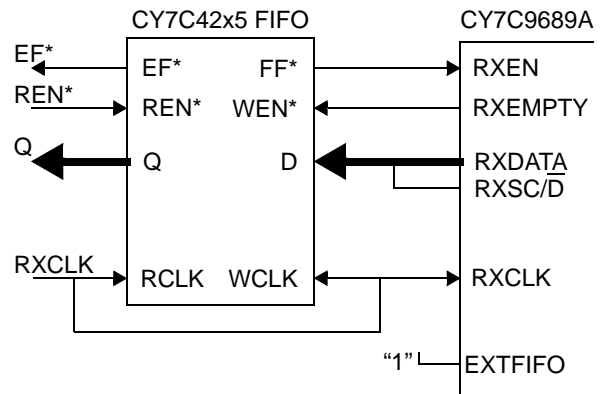 CY7C42x5 FIFO
CY7C9689A
EF*
EF*
FF*
RXEN
REN*
REN*
WEN*
RXEMPTY
Q
Q
D
RXDATA
RXSC/D̅
RXCLK
RCLK
WCLK
RXCLK
“1”
EXTFIFO